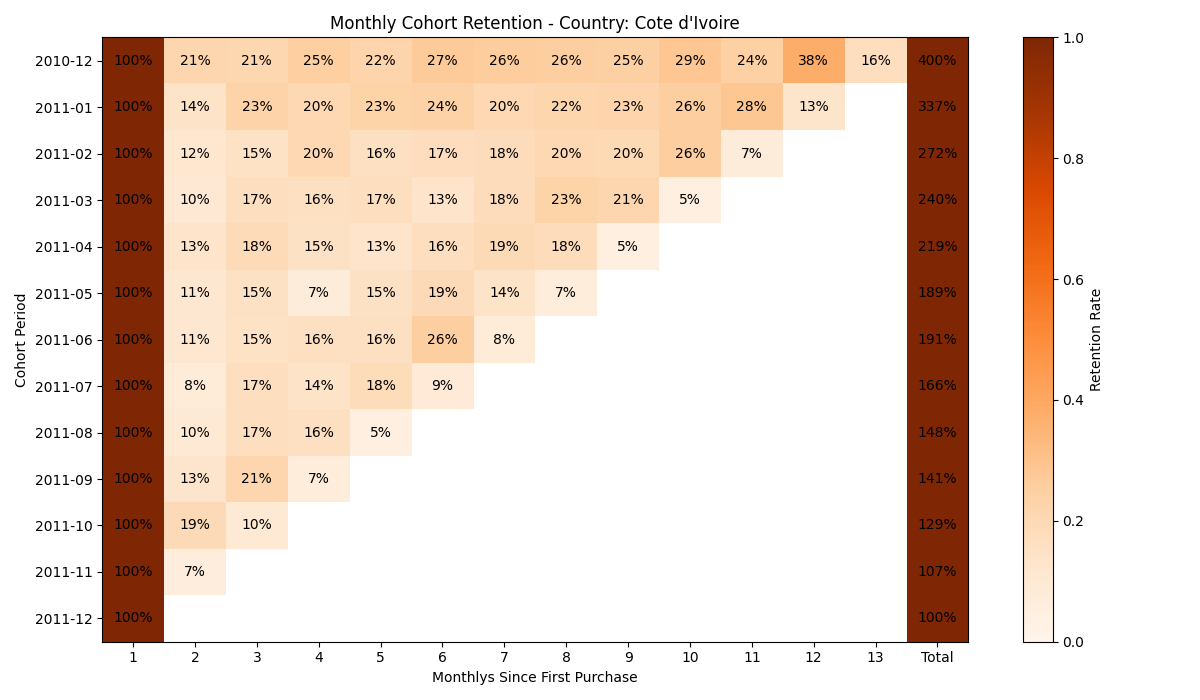 Monthly Cohort Retention - Country: Cote d'Ivoire
Cohort Period
2010-12 100% 21% 21% 25% 22% 27% 26% 26% 25% 29% 24% 38% 16% 400%
2011-01 100% 14% 23% 20% 23% 24% 20% 22% 23% 26% 28% 13% 337%
2011-02 100% 12% 15% 20% 16% 17% 18% 20% 20% 26% 7% 272%
2011-03 100% 10% 17% 16% 17% 13% 18% 23% 21% 5% 240%
2011-04 100% 13% 18% 15% 13% 16% 19% 18% 5% 219%
2011-05 100% 11% 15% 7% 15% 19% 14% 7% 189%
2011-06 100% 11% 15% 16% 16% 26% 8% 191%
2011-07 100% 8% 17% 14% 18% 9% 166%
2011-08 100% 10% 17% 16% 5% 148%
2011-09 100% 13% 21% 7% 141%
2011-10 100% 19% 10% 129%
2011-11 100% 7% 107%
2011-12 100% 100%
1 2 3 4 5 6 7 8 9 10 11 12 13 Total
Monthlys Since First Purchase
1.0
0.8
0.6
0.4
0.2
0.0
Retention Rate